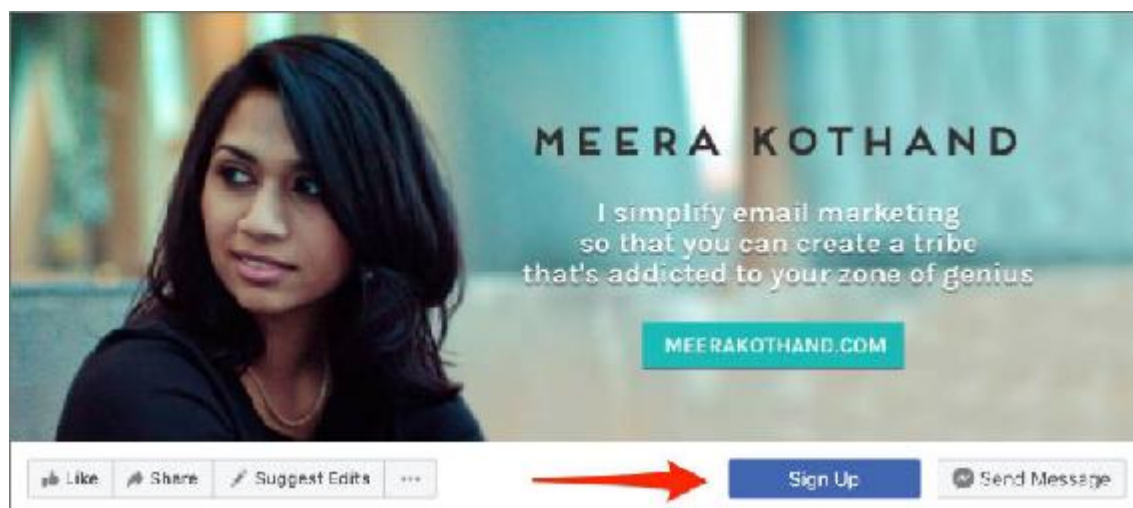 MEERA KOTHAND
I simplify email marketing
so that you can create a tribe
that's addicted to your zone of genius
MEERAKOTHAND.COM
Like Share Suggest Edits ... Sign Up Send Message